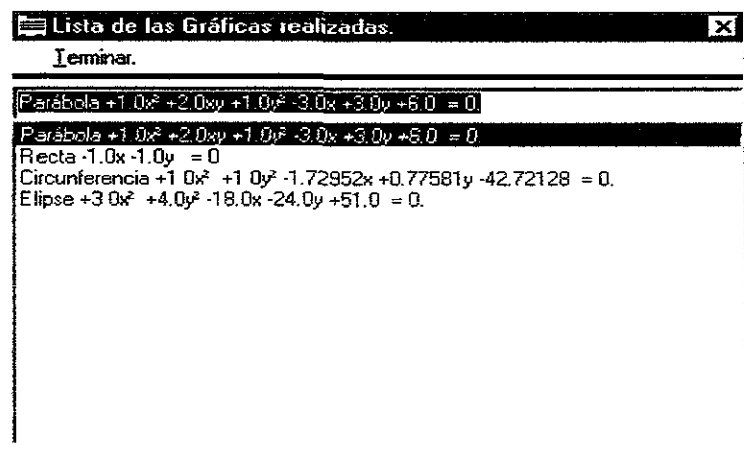 Lista de las Gráficas realizadas.
Terminar.
Parábola +1.0x² +2.0xy +1.0y² -3.0x +3.0y +6.0 = 0.
Parábola +1.0x² +2.0xy +1.0y² -3.0x +3.0y +6.0 = 0.
Recta -1.0x -1.0y = 0
Circunferencia +1.0x² +1.0y² -1.72952x +0.77581y -42.72128 = 0.
Elipse +3.0x² +4.0y² -18.0x -24.0y +51.0 = 0.